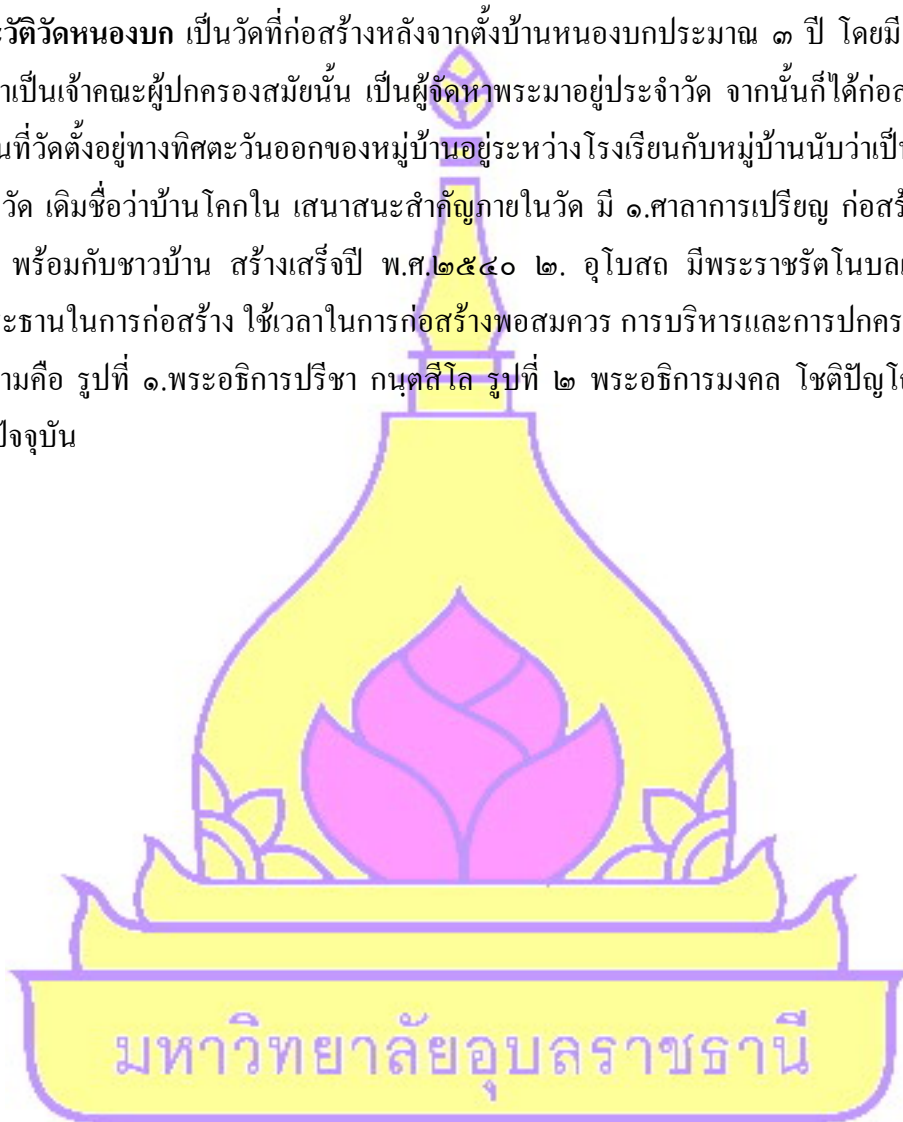 วัติวัดหนองบก เป็นวัดที่ก่อสร้างหลังจากตั้งบ้านหนองบกประมาณ ๓ ปี โดยมี
เป็นเจ้าคณะผู้ปกครองสมัยนั้น เป็นผู้จัดหาพระมาอยู่ประจำวัด จากนั้นก็ได้ก่อส
ที่วัดตั้งอยู่ทางทิศตะวันออกของหมู่บ้านอยู่ระหว่างโรงเรียนกับหมู่บ้านนับว่าเป็น
วัด เดิมชื่อว่าบ้านโคกใน เสนาสนะสำคัญภายในวัด มี ๑.ศาลาการเปรียญ ก่อสร้
พร้อมกับชาวบ้าน สร้างเสร็จปี พ.ศ.๒๕๔๐ ๒. อุโบสถ มีพระราชรัตโนบล
ะธานในการก่อสร้าง ใช้เวลาในการก่อสร้างพอสมควร การบริหารและการปกคร
ามคือ รูปที่ ๑.พระอธิการปรีชา กนฺตสีโล รูปที่ ๒ พระอธิการมงคล โชติปัญโญ
ปัจจุบัน
มหาวิทยาลัยอุบลราชธานี